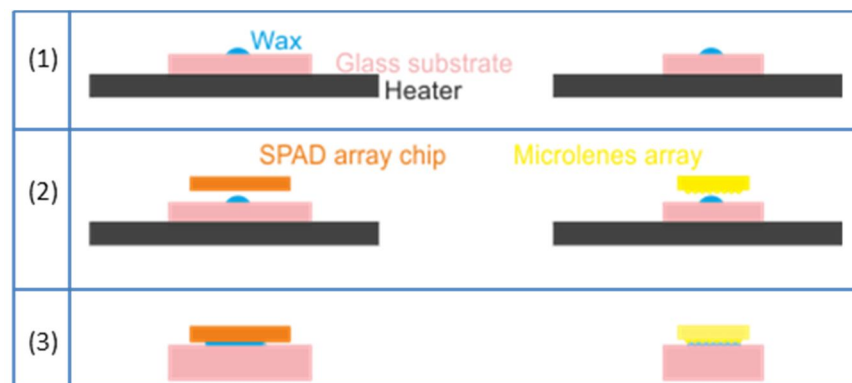 (1)
Wax
Glass substrate
Heater
(2)
SPAD array chip
Microlenes array
(3)